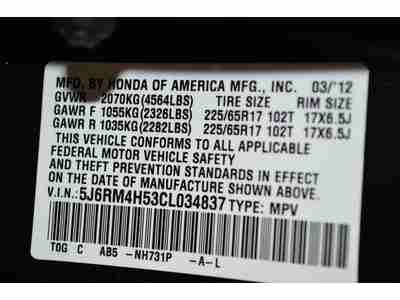 MFD. BY HONDA OF AMERICA MFG., INC. 03/'12
GVWR 2070KG(4564LBS) TIRE SIZE RIM SIZE
GAWR F 1055KG(2326LBS) 225/65R17 102T 17X6.5J
GAWR R 1035KG(2282LBS) 225/65R17 102T 17X6.5J
THIS VEHICLE CONFORMS TO ALL APPLICABLE
FEDERAL MOTOR VEHICLE SAFETY STANDARDS
AND THEFT PREVENTION STANDARD IN EFFECT
ON THE DATE OF MANUFACTURE SHOWN ABOVE.
V.I.N.: 5J6RM4H53CL034837 TYPE: MPV
T0G C AB5 -NH731P -A-L